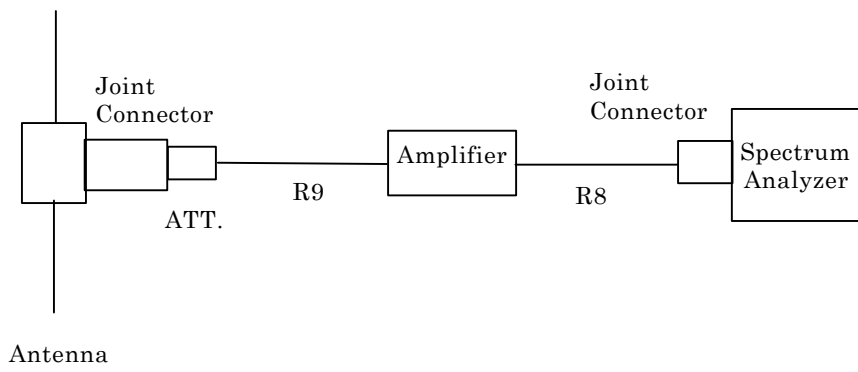 Joint
Connector
Joint
Connector
Amplifier
Spectrum
Analyzer
R9
R8
ATT.
Antenna